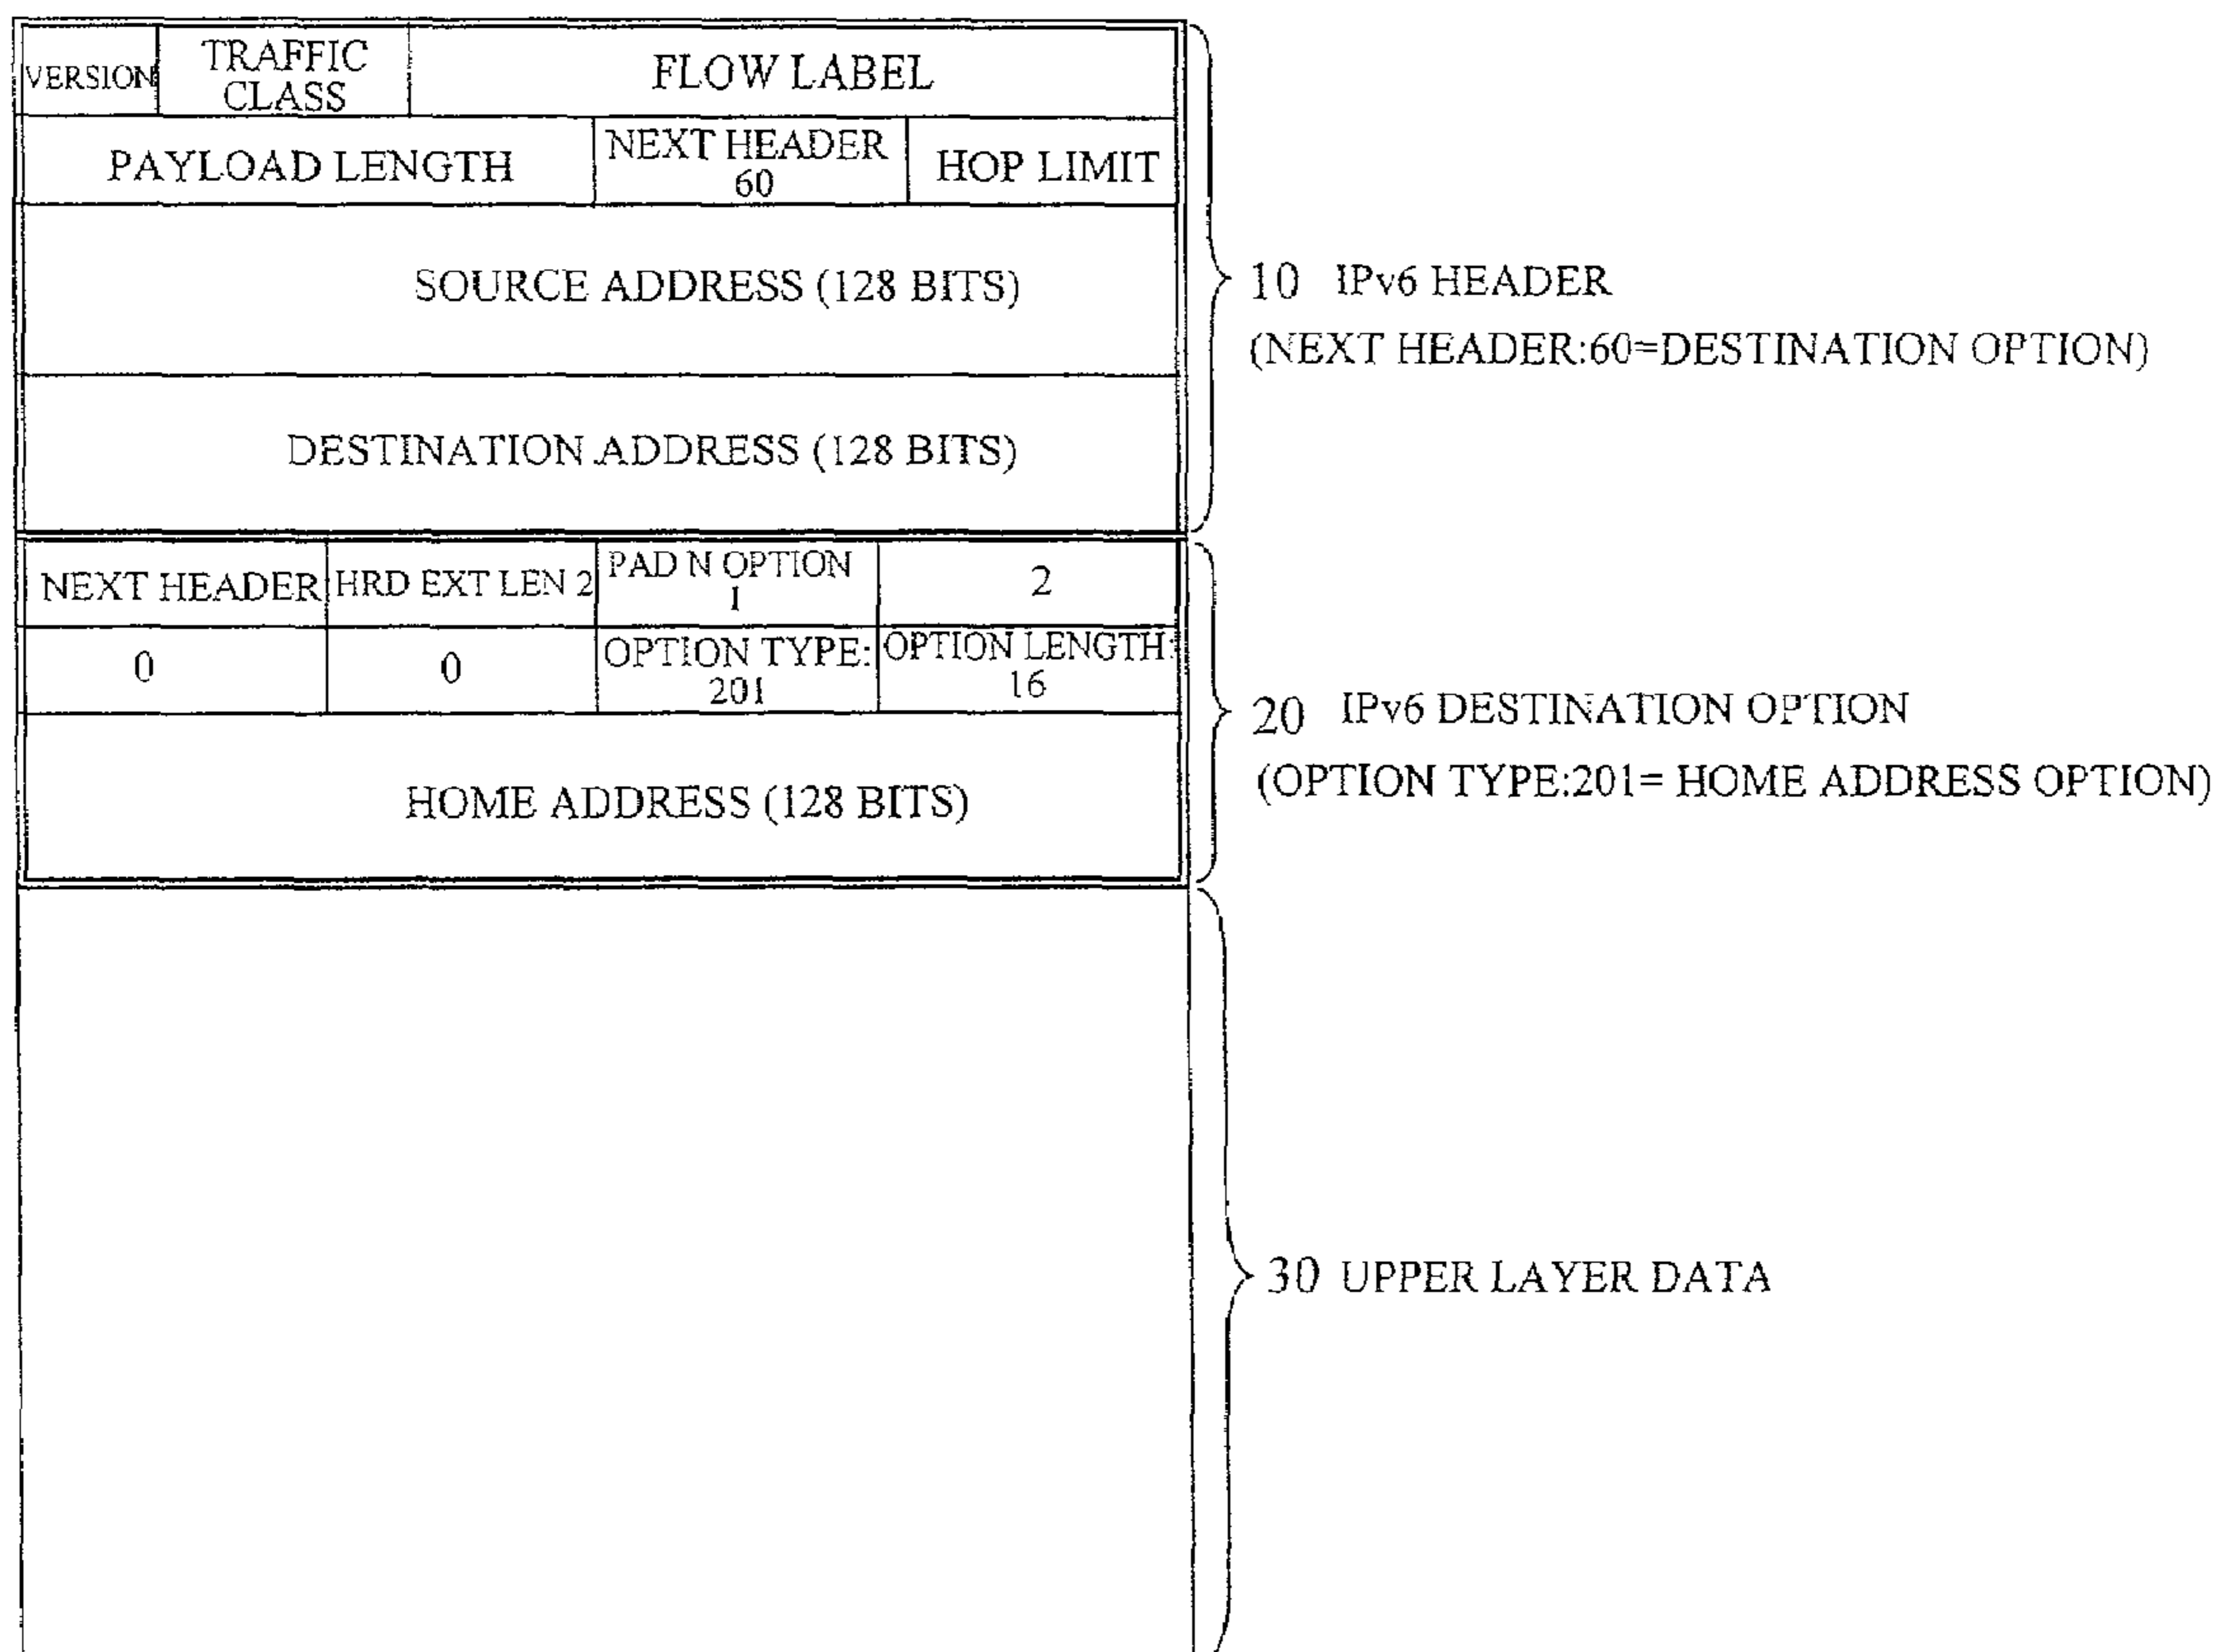 VERSION
TRAFFIC
CLASS
FLOW LABEL
PAYLOAD LENGTH
NEXT HEADER
60
HOP LIMIT
SOURCE ADDRESS (128 BITS)
10 IPv6 HEADER
(NEXT HEADER:60=DESTINATION OPTION)
DESTINATION ADDRESS (128 BITS)
NEXT HEADER
HRD EXT LEN 2
PAD N OPTION
1
2
0
0
OPTION TYPE:
201
OPTION LENGTH:
16
20 IPv6 DESTINATION OPTION
(OPTION TYPE:201= HOME ADDRESS OPTION)
HOME ADDRESS (128 BITS)
30 UPPER LAYER DATA